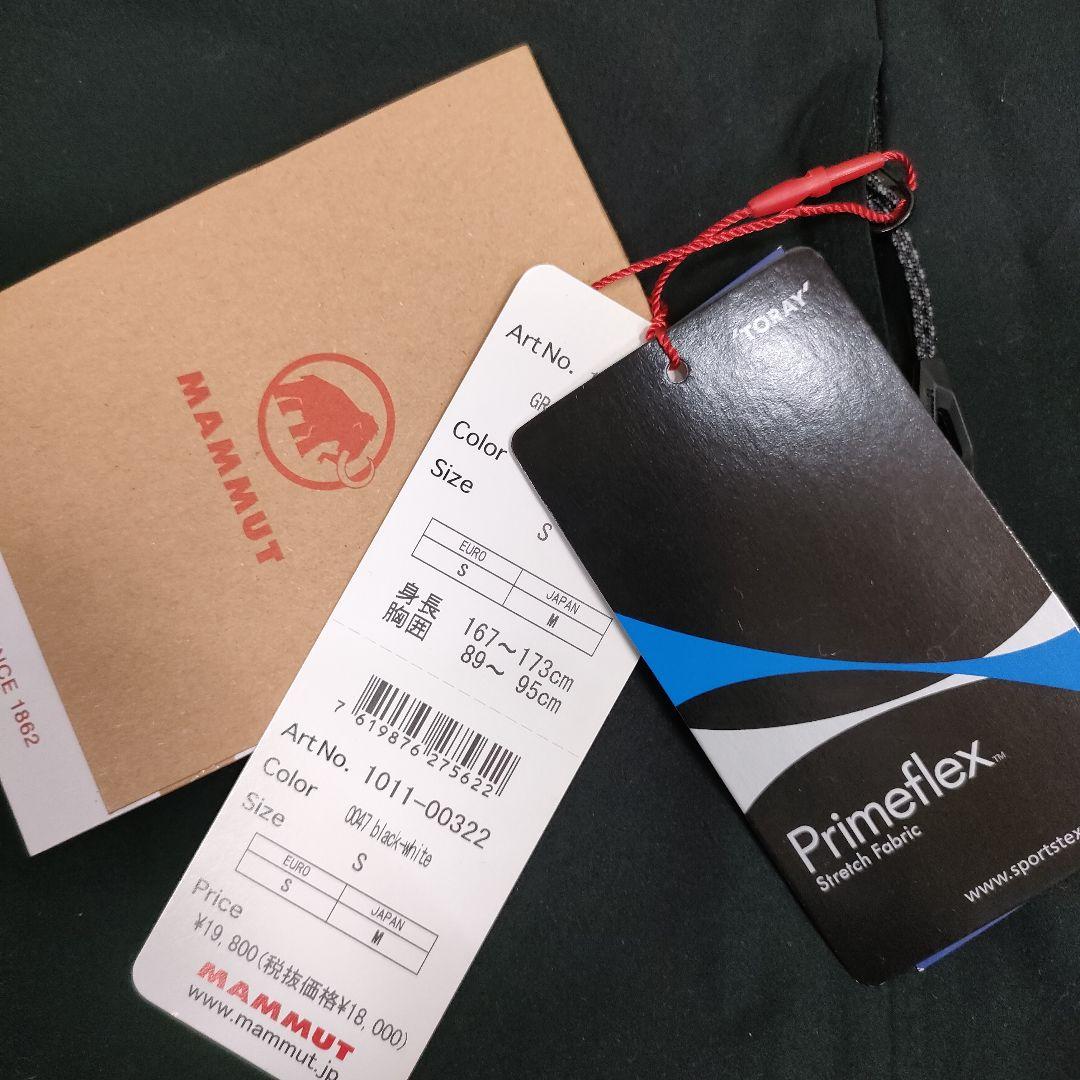 MAMMUT
NCE 1862
Art No.
GR
Color
Size
S
EURO JAPAN
S M
身長 167～173cm
胸囲 89～ 95cm
7 619876 275622
Art No. 1011-00322
Color 0047 black-white
Size S
EURO JAPAN
S M
Price
¥19,800(税抜価格¥18,000)
MAMMUT
www.mammut.jp
'TORAY'
Primeflex™
Stretch Fabric
www.sportstex